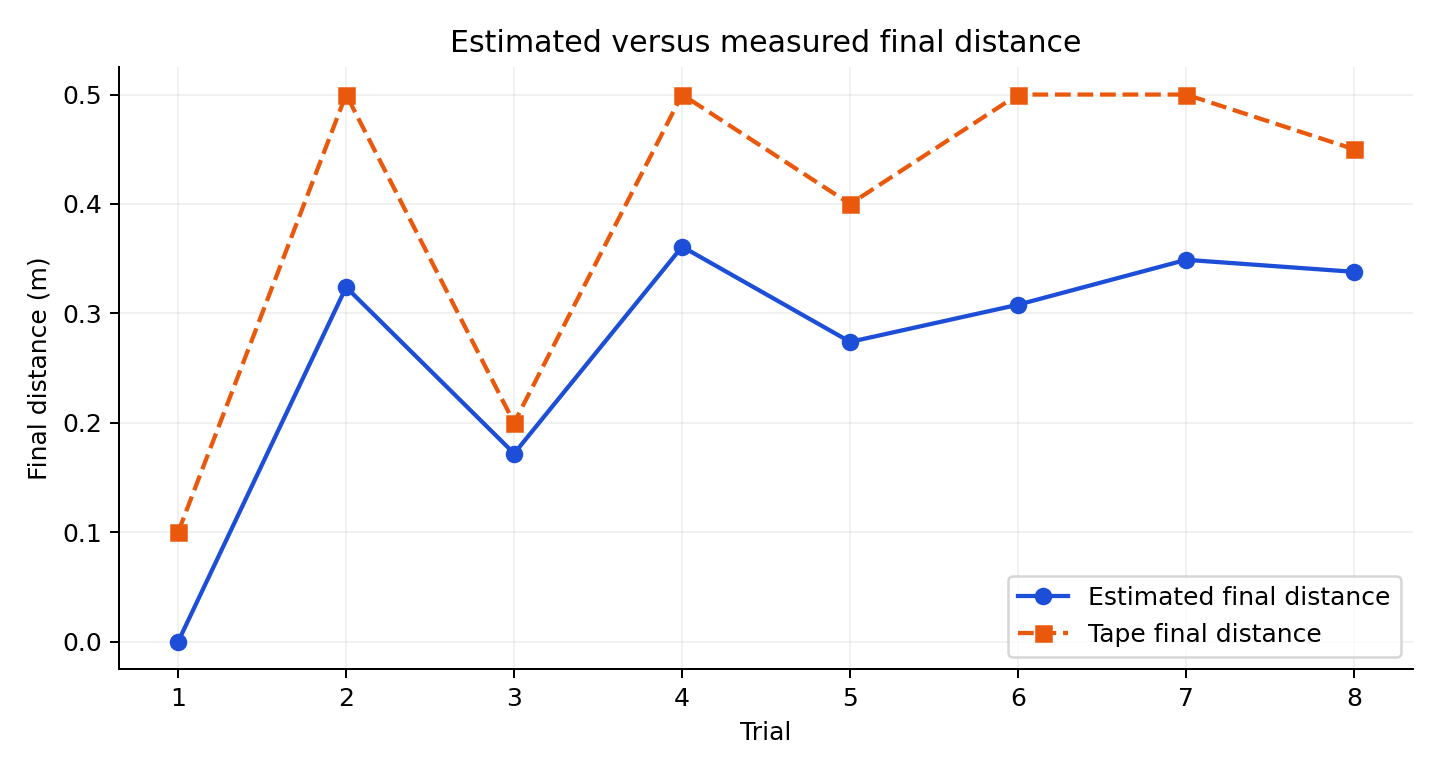 Estimated versus measured final distance
Final distance (m)
0.5
0.4
0.3
0.2
0.1
0.0
Estimated final distance
Tape final distance
1 2 3 4 5 6 7 8
Trial